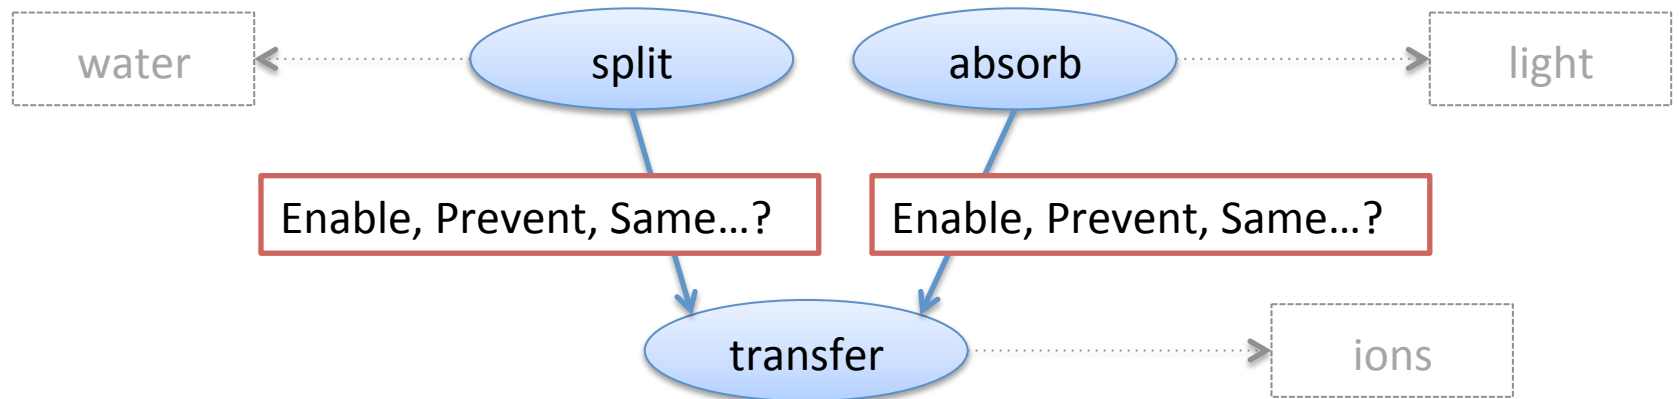 water
split
absorb
light
Enable, Prevent, Same...?
Enable, Prevent, Same...?
transfer
ions